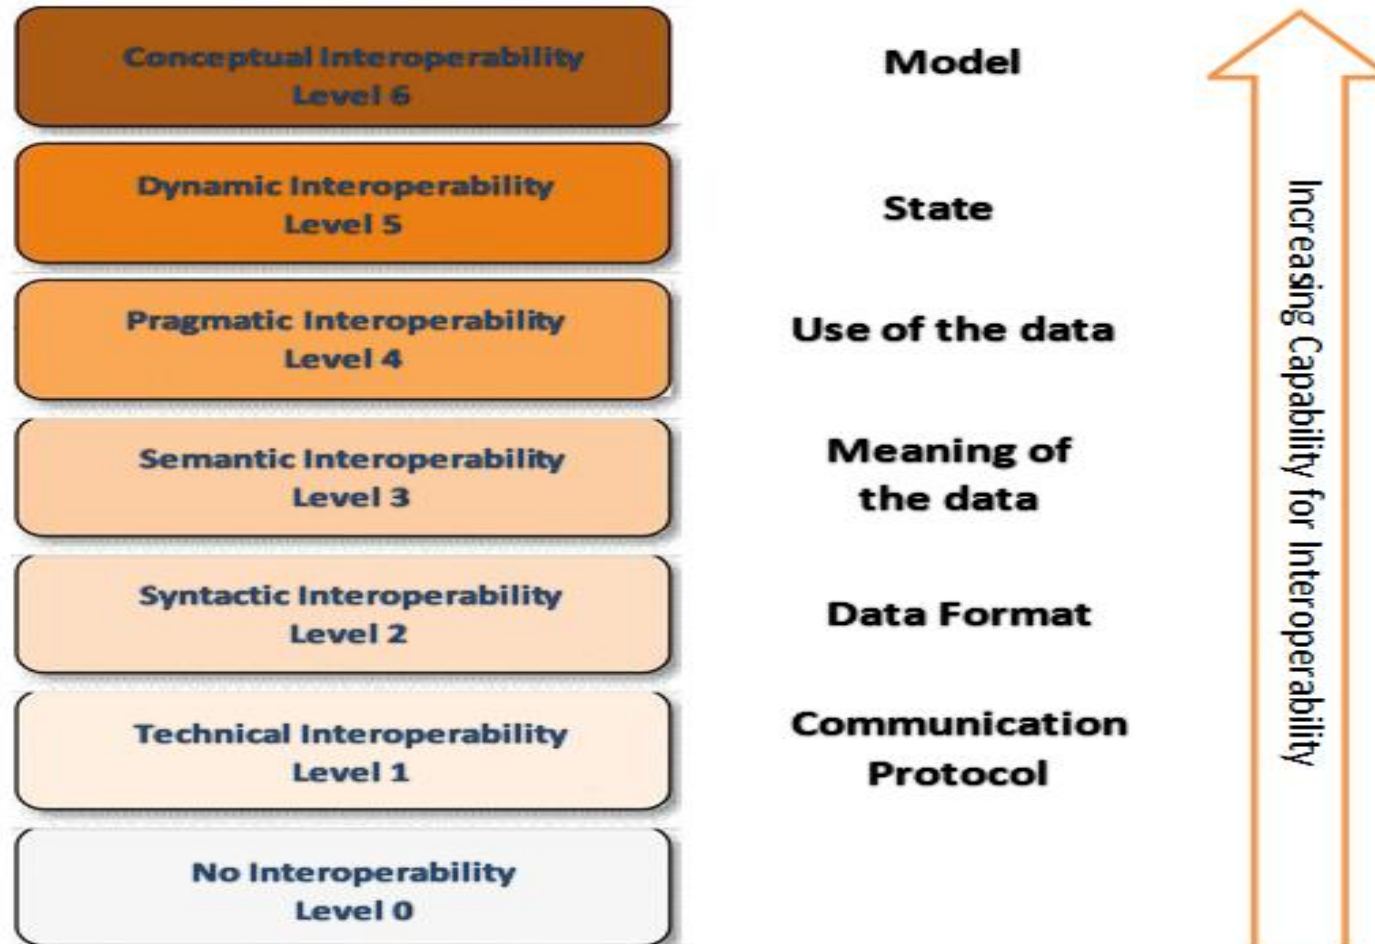 Conceptual Interoperability
Level 6
Model
Dynamic Interoperability
Level 5
State
Pragmatic Interoperability
Level 4
Use of the data
Semantic Interoperability
Level 3
Meaning of
the data
Syntactic Interoperability
Level 2
Data Format
Technical Interoperability
Level 1
Communication
Protocol
No Interoperability
Level 0
Increasing Capability for Interoperability